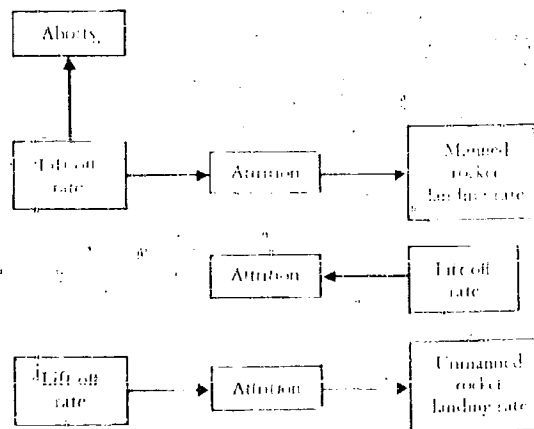 Aborts
Lift off
rate
Attrition
Manned
rocket
landing rate
Attrition
Lift off
rate
Lift off
rate
Attrition
Unmanned
rocket
landing rate